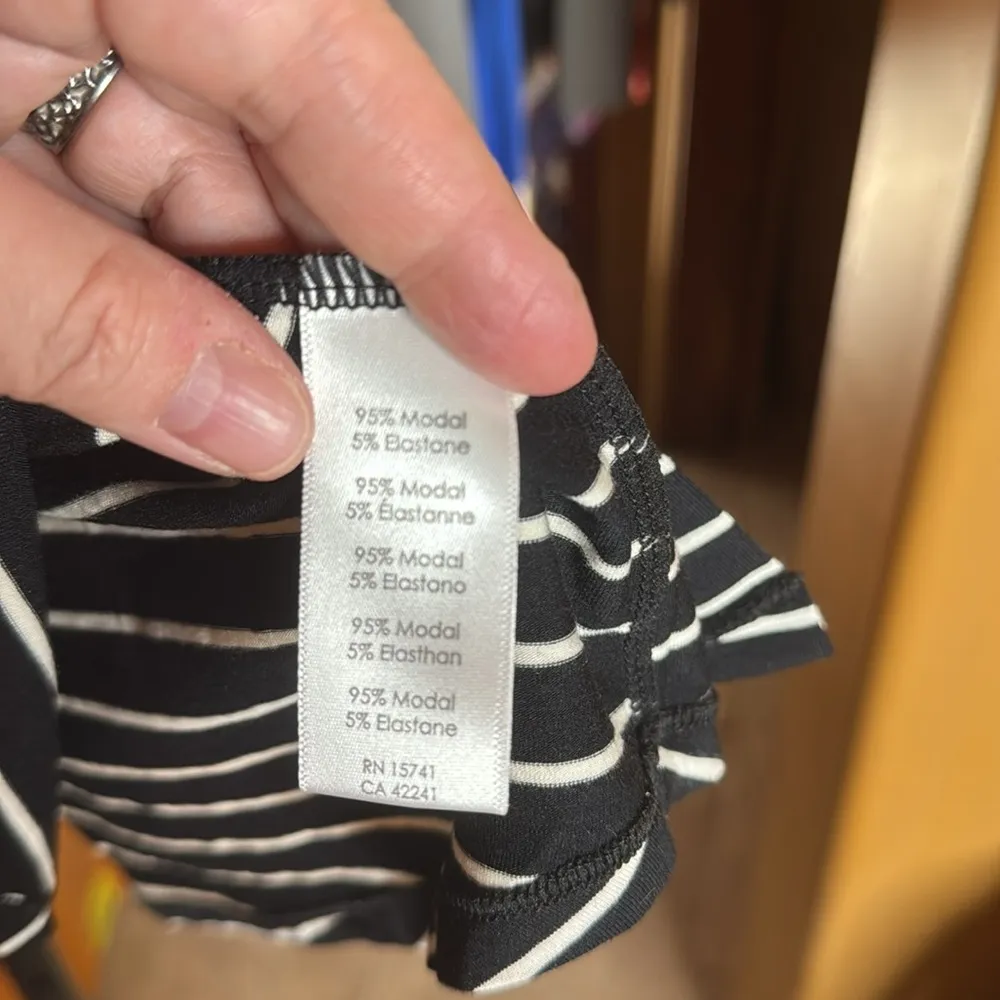 95% Modal
5% Elastane
95% Modal
5% Élastanne
95% Modal
5% Elastano
95% Modal
5% Elasthan
95% Modal
5% Elastane
RN 15741
CA 42241